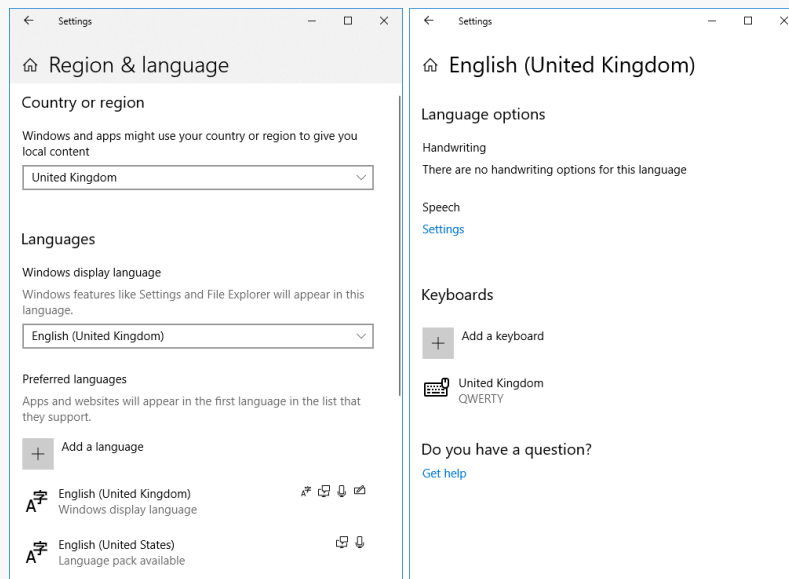 Settings
Region & language
Country or region
Windows and apps might use your country or region to give you
local content
United Kingdom
Languages
Windows display language
Windows features like Settings and File Explorer will appear in this
language.
English (United Kingdom)
Preferred languages
Apps and websites will appear in the first language in the list that
they support.
Add a language
English (United Kingdom)
Windows display language
English (United States)
Language pack available
Settings
English (United Kingdom)
Language options
Handwriting
There are no handwriting options for this language
Speech
Settings
Keyboards
Add a keyboard
United Kingdom
QWERTY
Do you have a question?
Get help